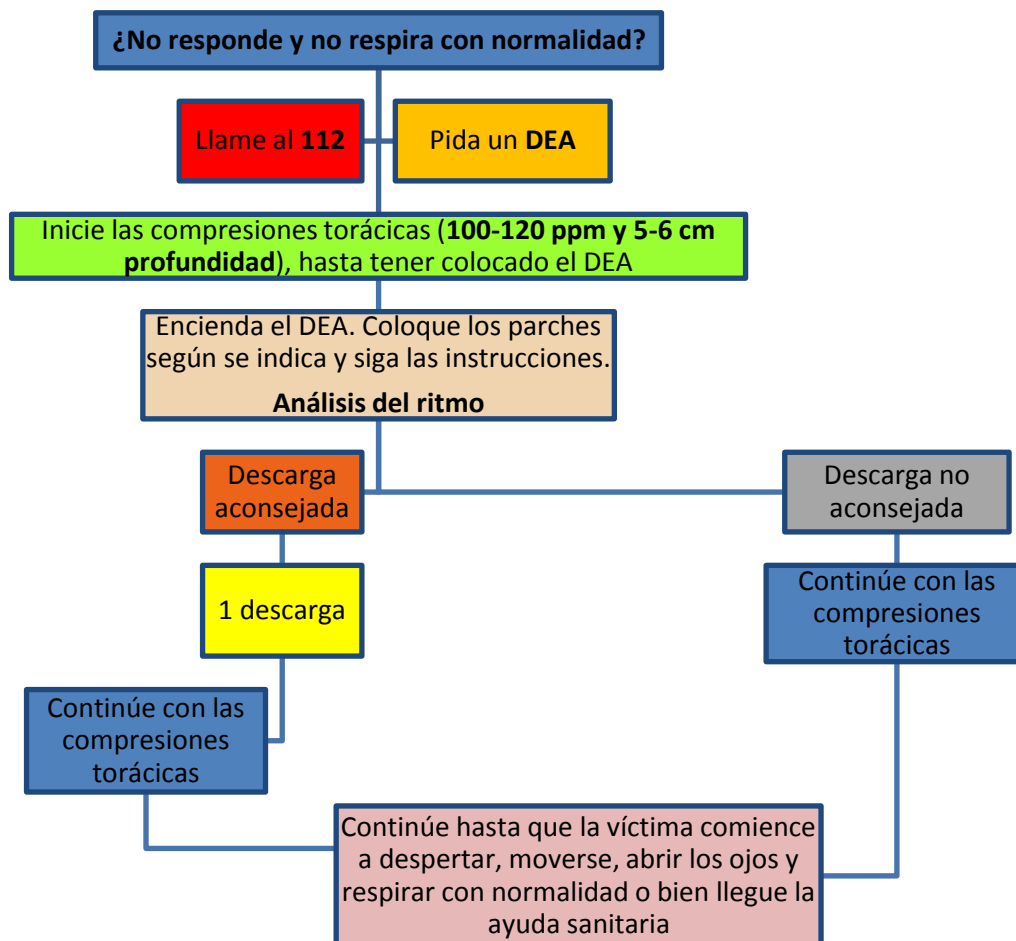 ¿No responde y no respira con normalidad?
Llame al 112
Pida un DEA
Inicie las compresiones torácicas (100-120 ppm y 5-6 cm
profundidad), hasta tener colocado el DEA
Encienda el DEA. Coloque los parches
según se indica y siga las instrucciones.
Análisis del ritmo
Descarga
aconsejada
Descarga no
aconsejada
1 descarga
Continúe con las
compresiones
torácicas
Continúe con las
compresiones
torácicas
Continúe hasta que la víctima comience
a despertar, moverse, abrir los ojos y
respirar con normalidad o bien llegue la
ayuda sanitaria